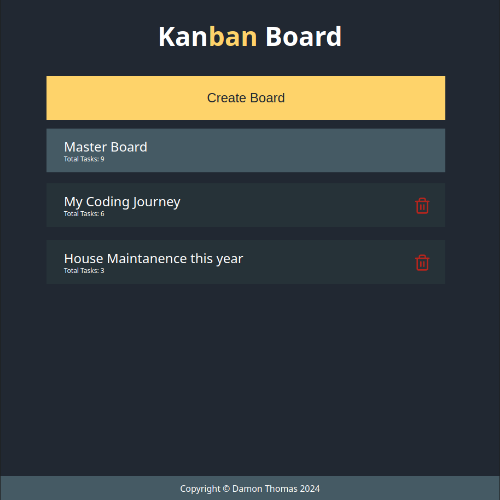 Kanban Board
Create Board
Master Board
Total Tasks: 9
My Coding Journey
Total Tasks: 6
House Maintanence this year
Total Tasks: 3
Copyright © Damon Thomas 2024